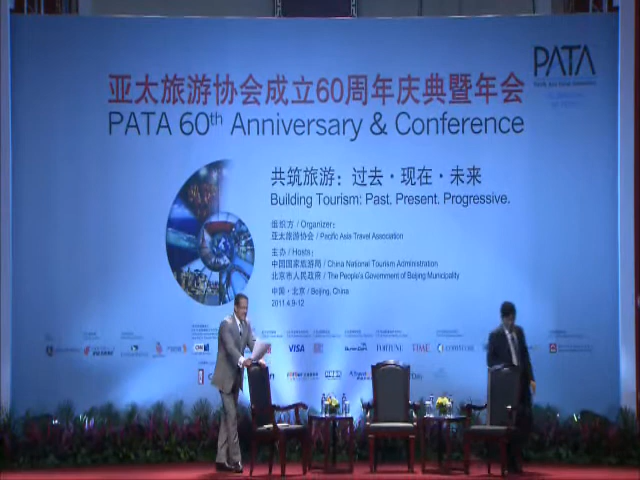 PATA
亚太旅游协会成立60周年庆典暨年会
PATA 60th Anniversary & Conference
共筑旅游：过去·现在·未来
Building Tourism: Past. Present. Progressive.
组织方 / Organizer:
亚太旅游协会 / Pacific Asia Travel Association
主办 / Hosts:
中国国家旅游局 / China National Tourism Administration
北京市人民政府 / The People's Government of Beijing Municipality
中国·北京 / Beijing, China
2011.4.9-12
VISA
FORTUNE
TIME